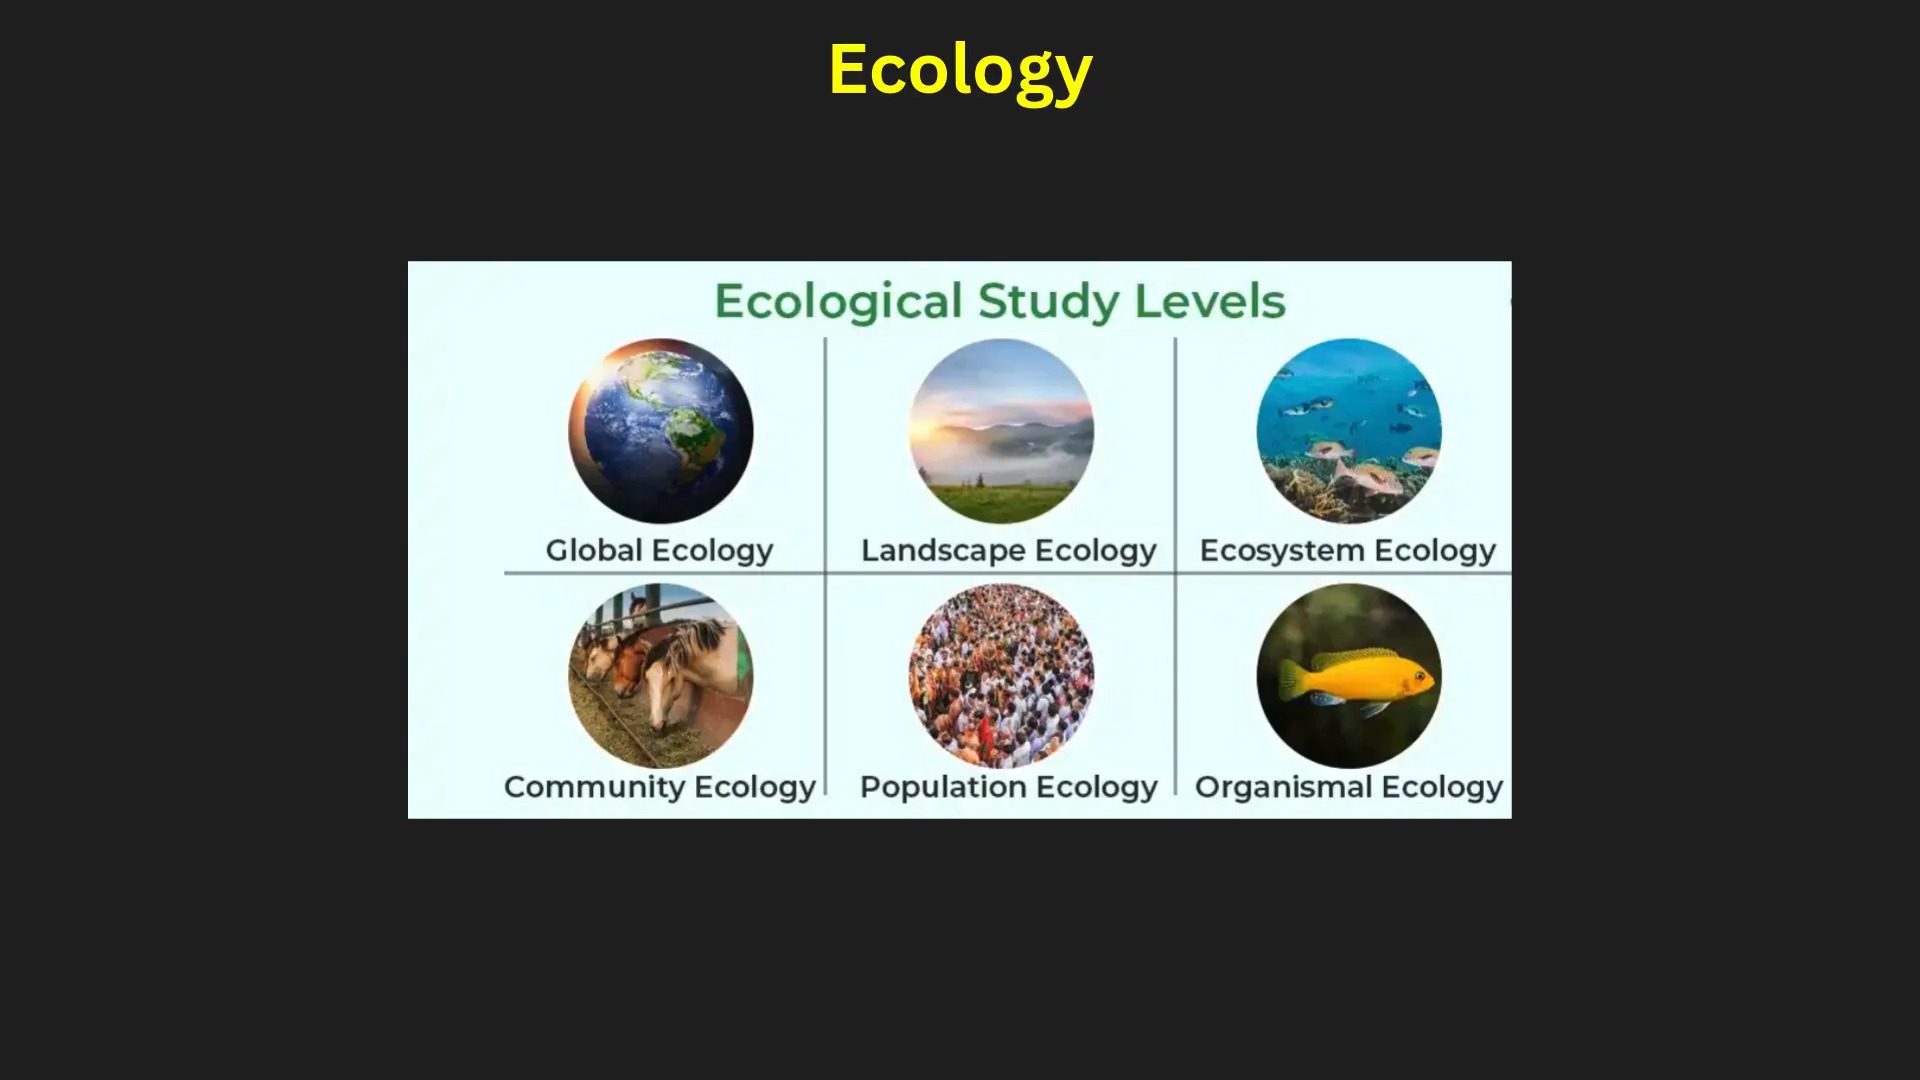 Ecology
Ecological Study Levels
Global Ecology
Landscape Ecology
Ecosystem Ecology
Community Ecology
Population Ecology
Organismal Ecology